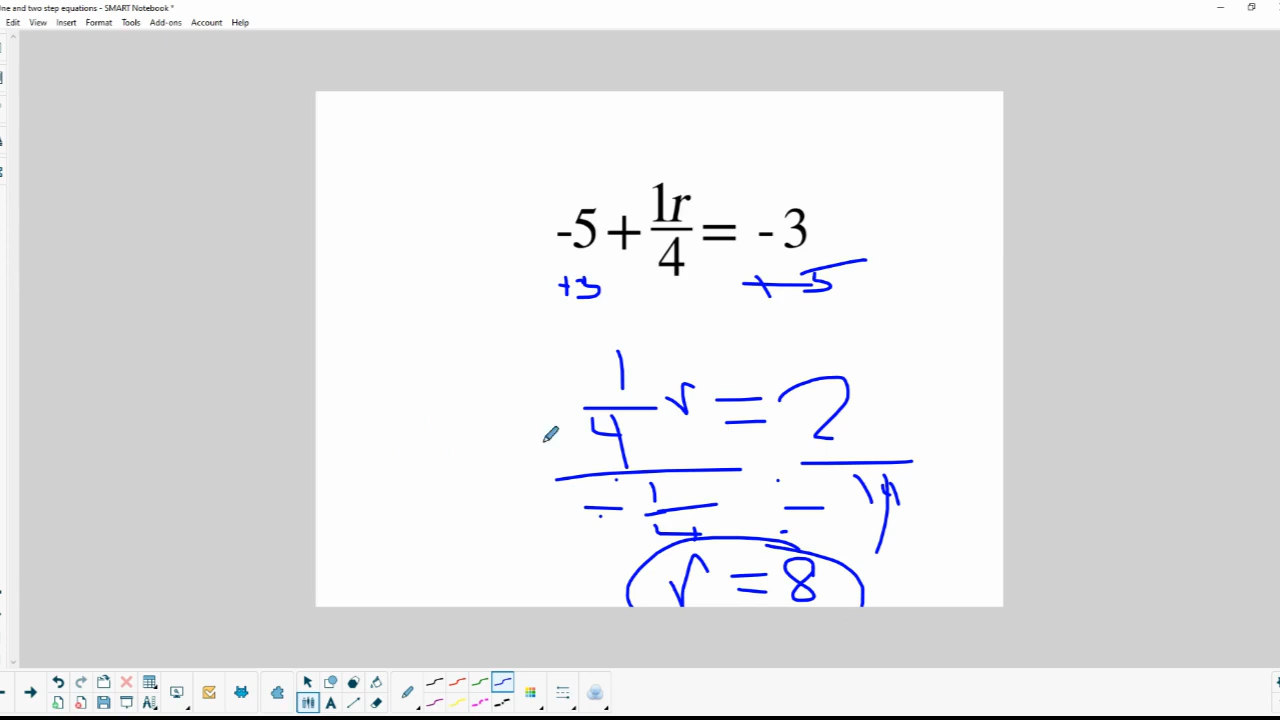 One and two step equations - SMART Notebook *
Edit View Insert Format Tools Add-ons Account Help
-5 + 1r/4 = -3
+5 +5
1/4 r = 2
÷ 1/4 ÷ 1/4
r = 8
A